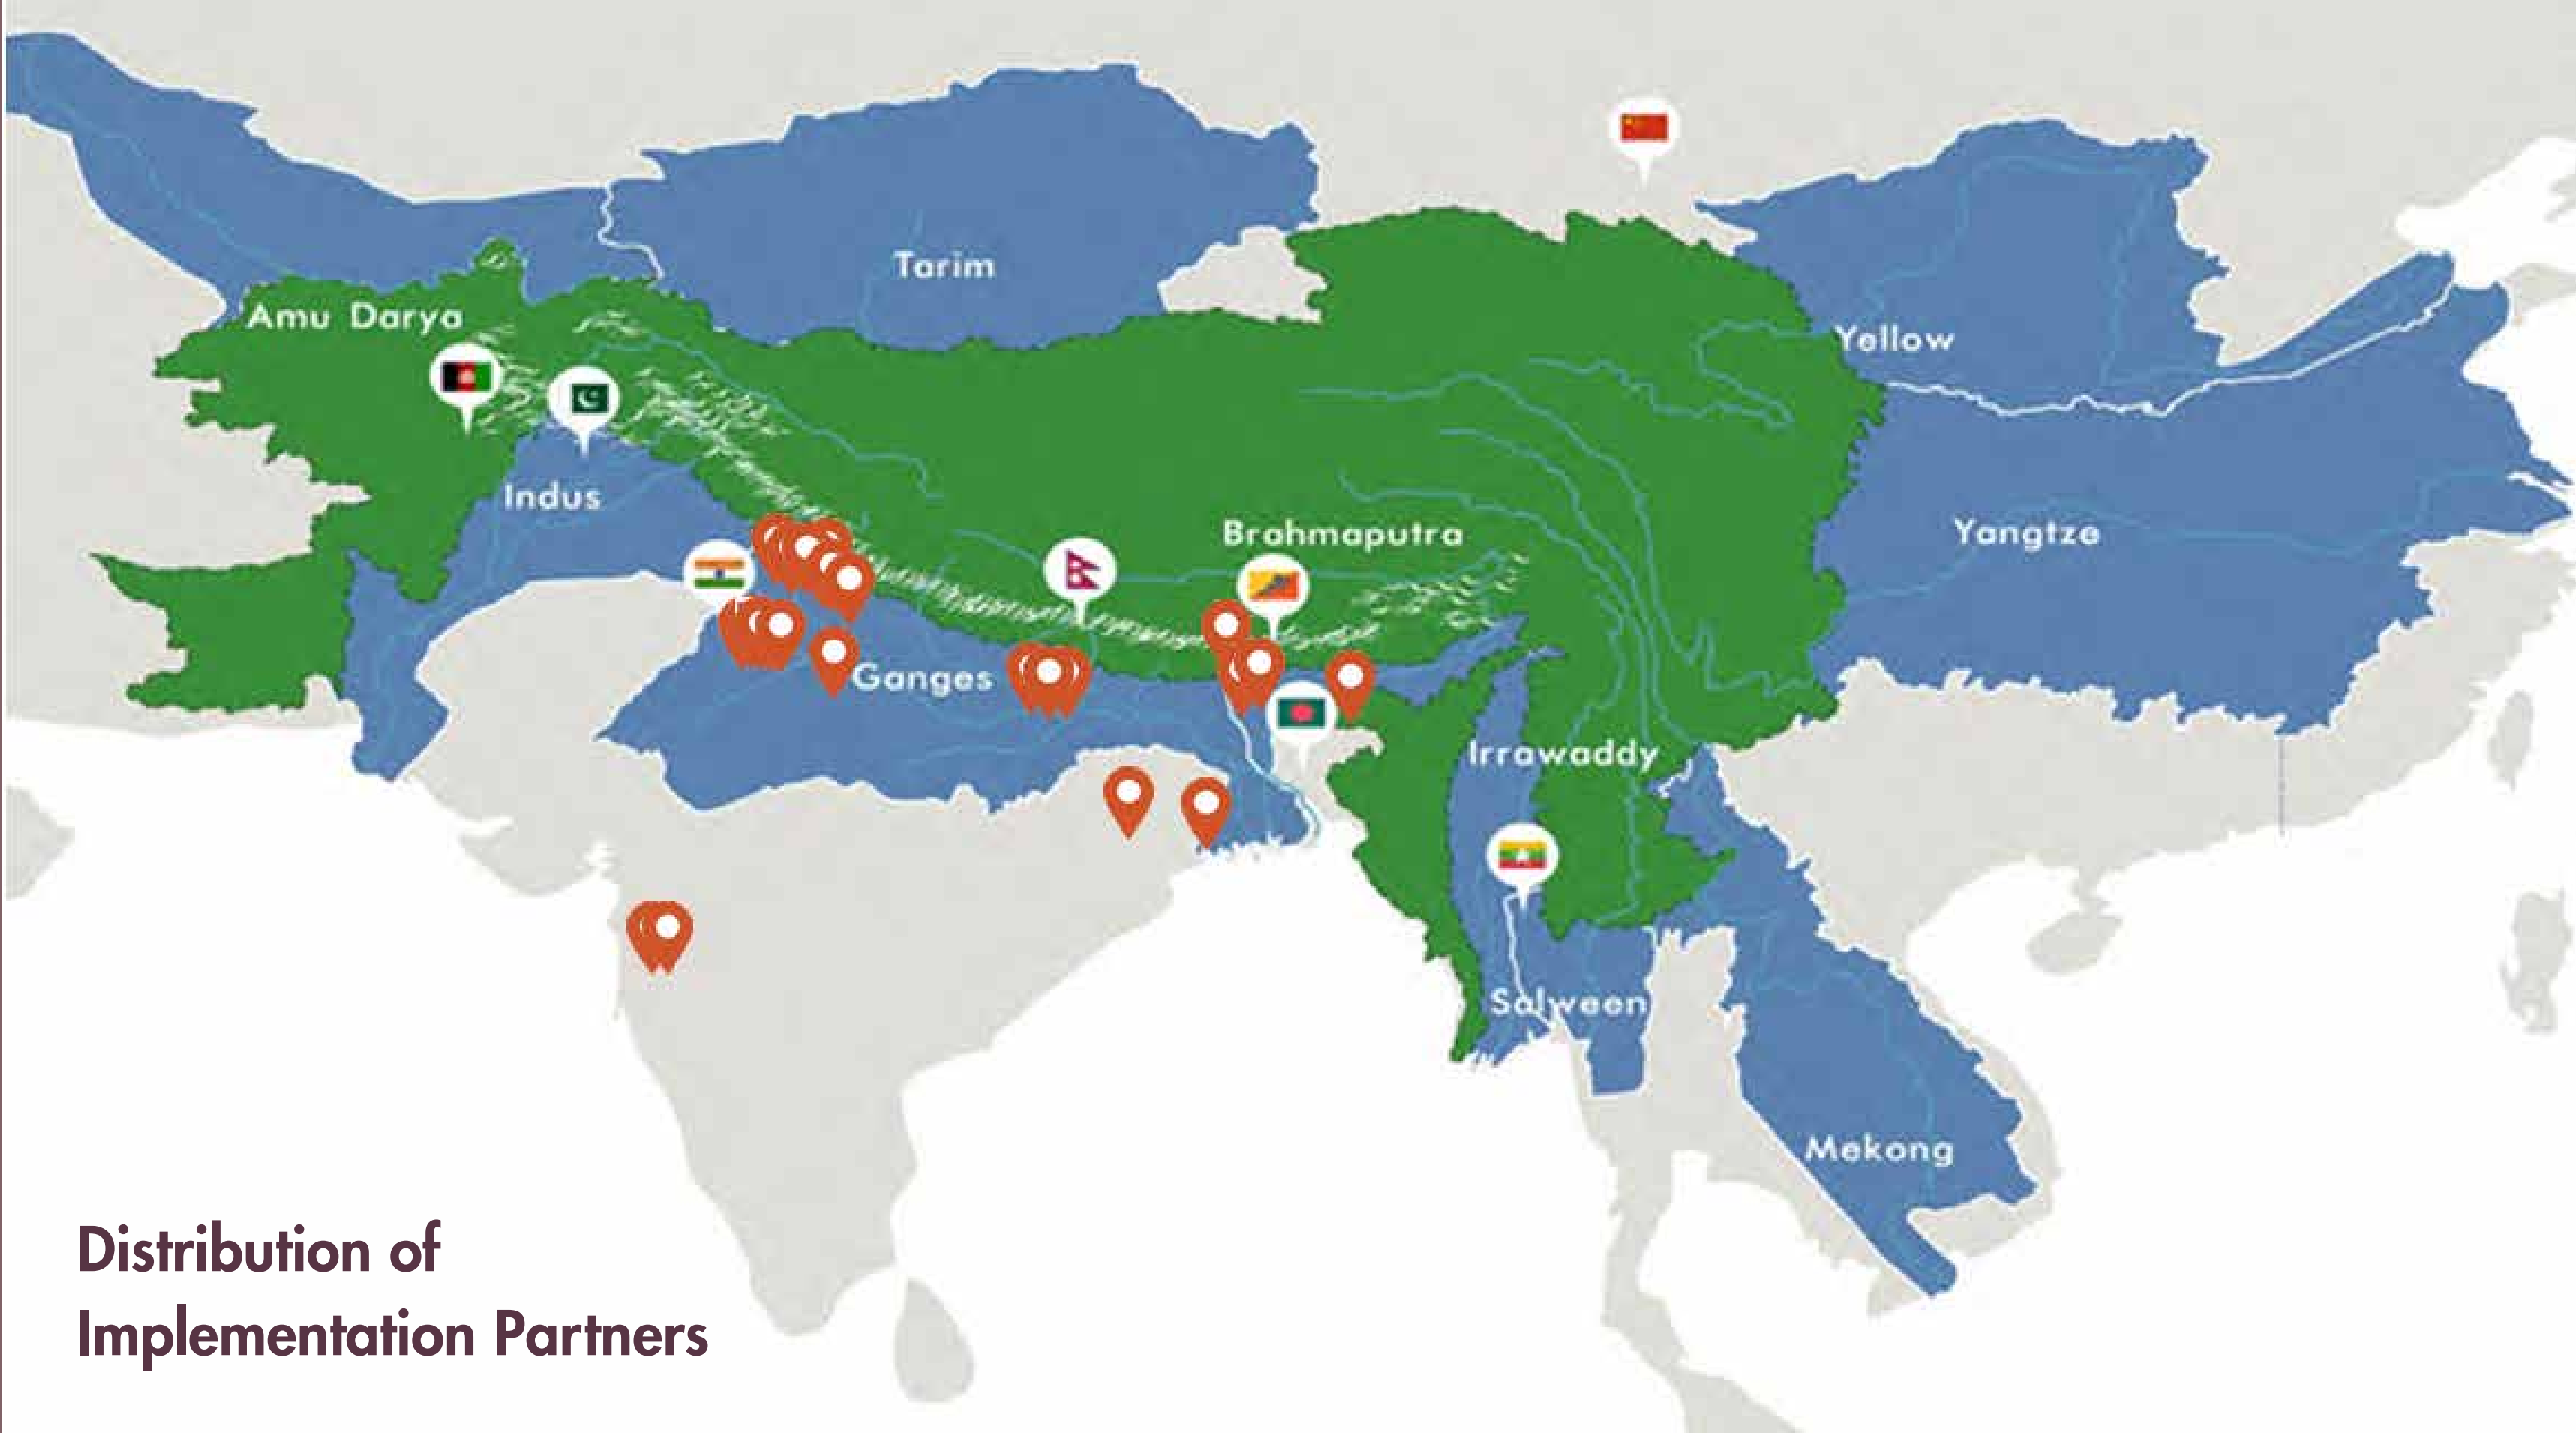 Tarim
Amu Darya
Yellow
Indus
Brahmaputra
Yangtze
Ganges
Irrawaddy
Salween
Mekong
Distribution of
Implementation Partners